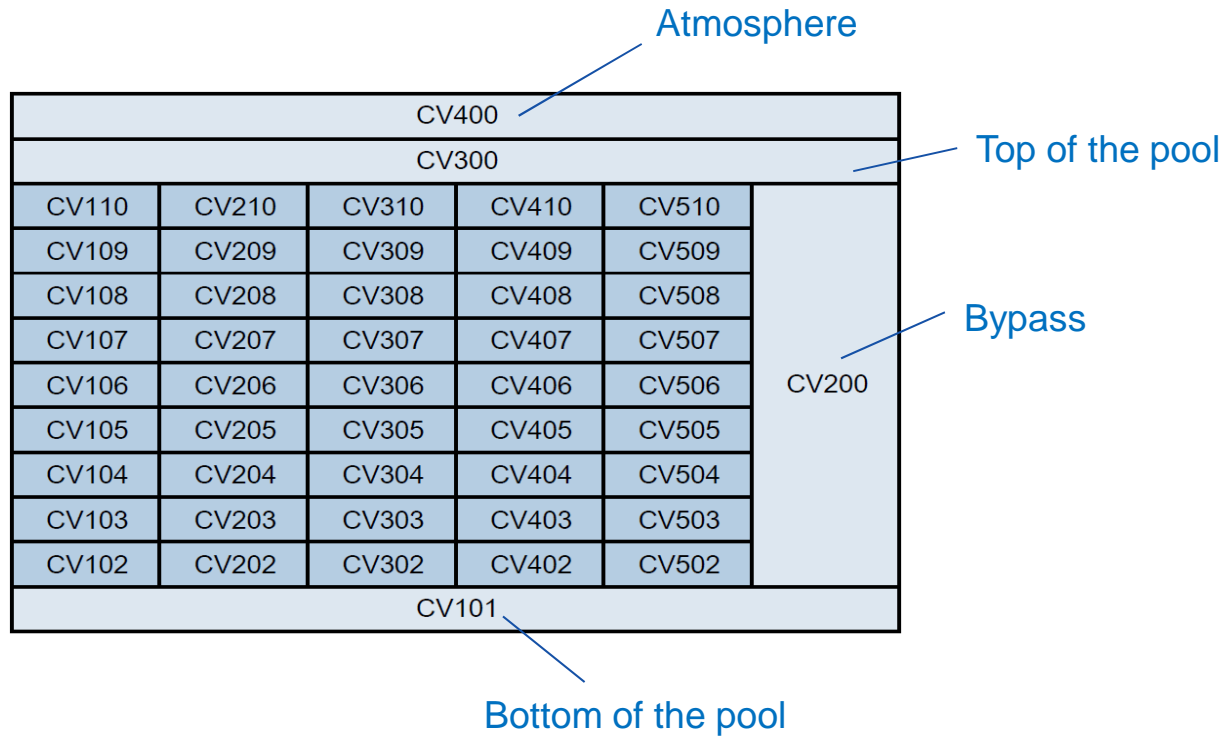 Atmosphere
CV400
CV300
Top of the pool
CV110 CV210 CV310 CV410 CV510
CV109 CV209 CV309 CV409 CV509
CV108 CV208 CV308 CV408 CV508
Bypass
CV107 CV207 CV307 CV407 CV507
CV106 CV206 CV306 CV406 CV506 CV200
CV105 CV205 CV305 CV405 CV505
CV104 CV204 CV304 CV404 CV504
CV103 CV203 CV303 CV403 CV503
CV102 CV202 CV302 CV402 CV502
CV101
Bottom of the pool